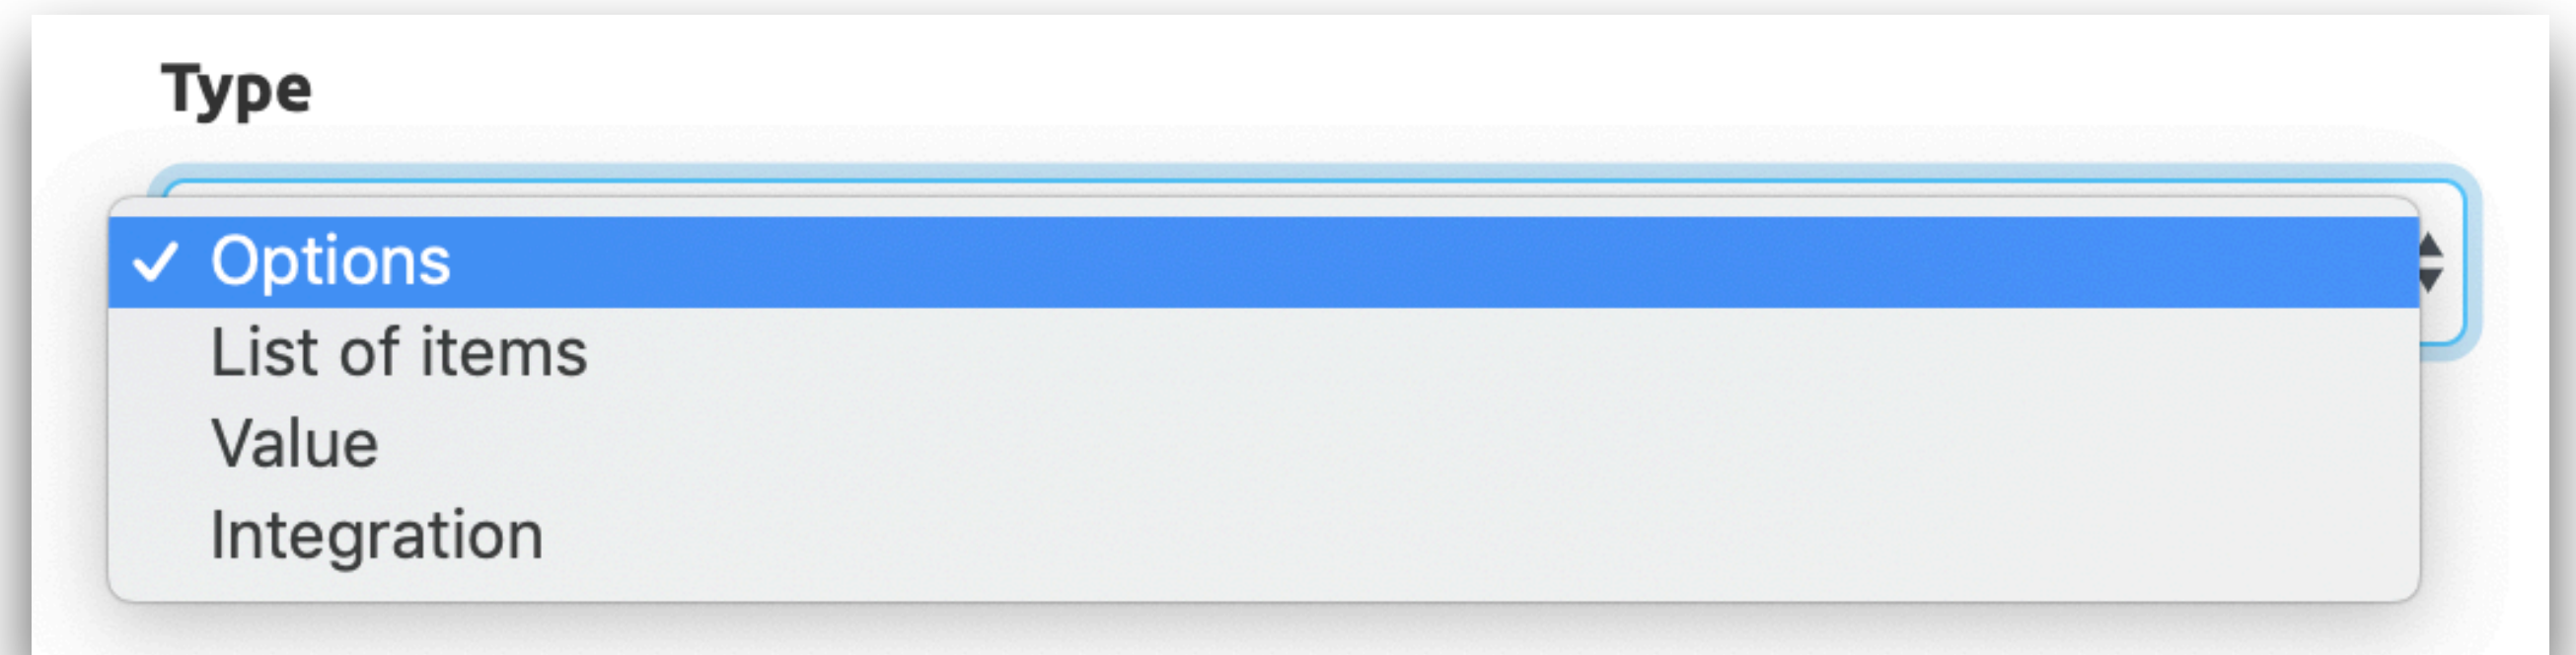 Type
✓ Options
List of items
Value
Integration